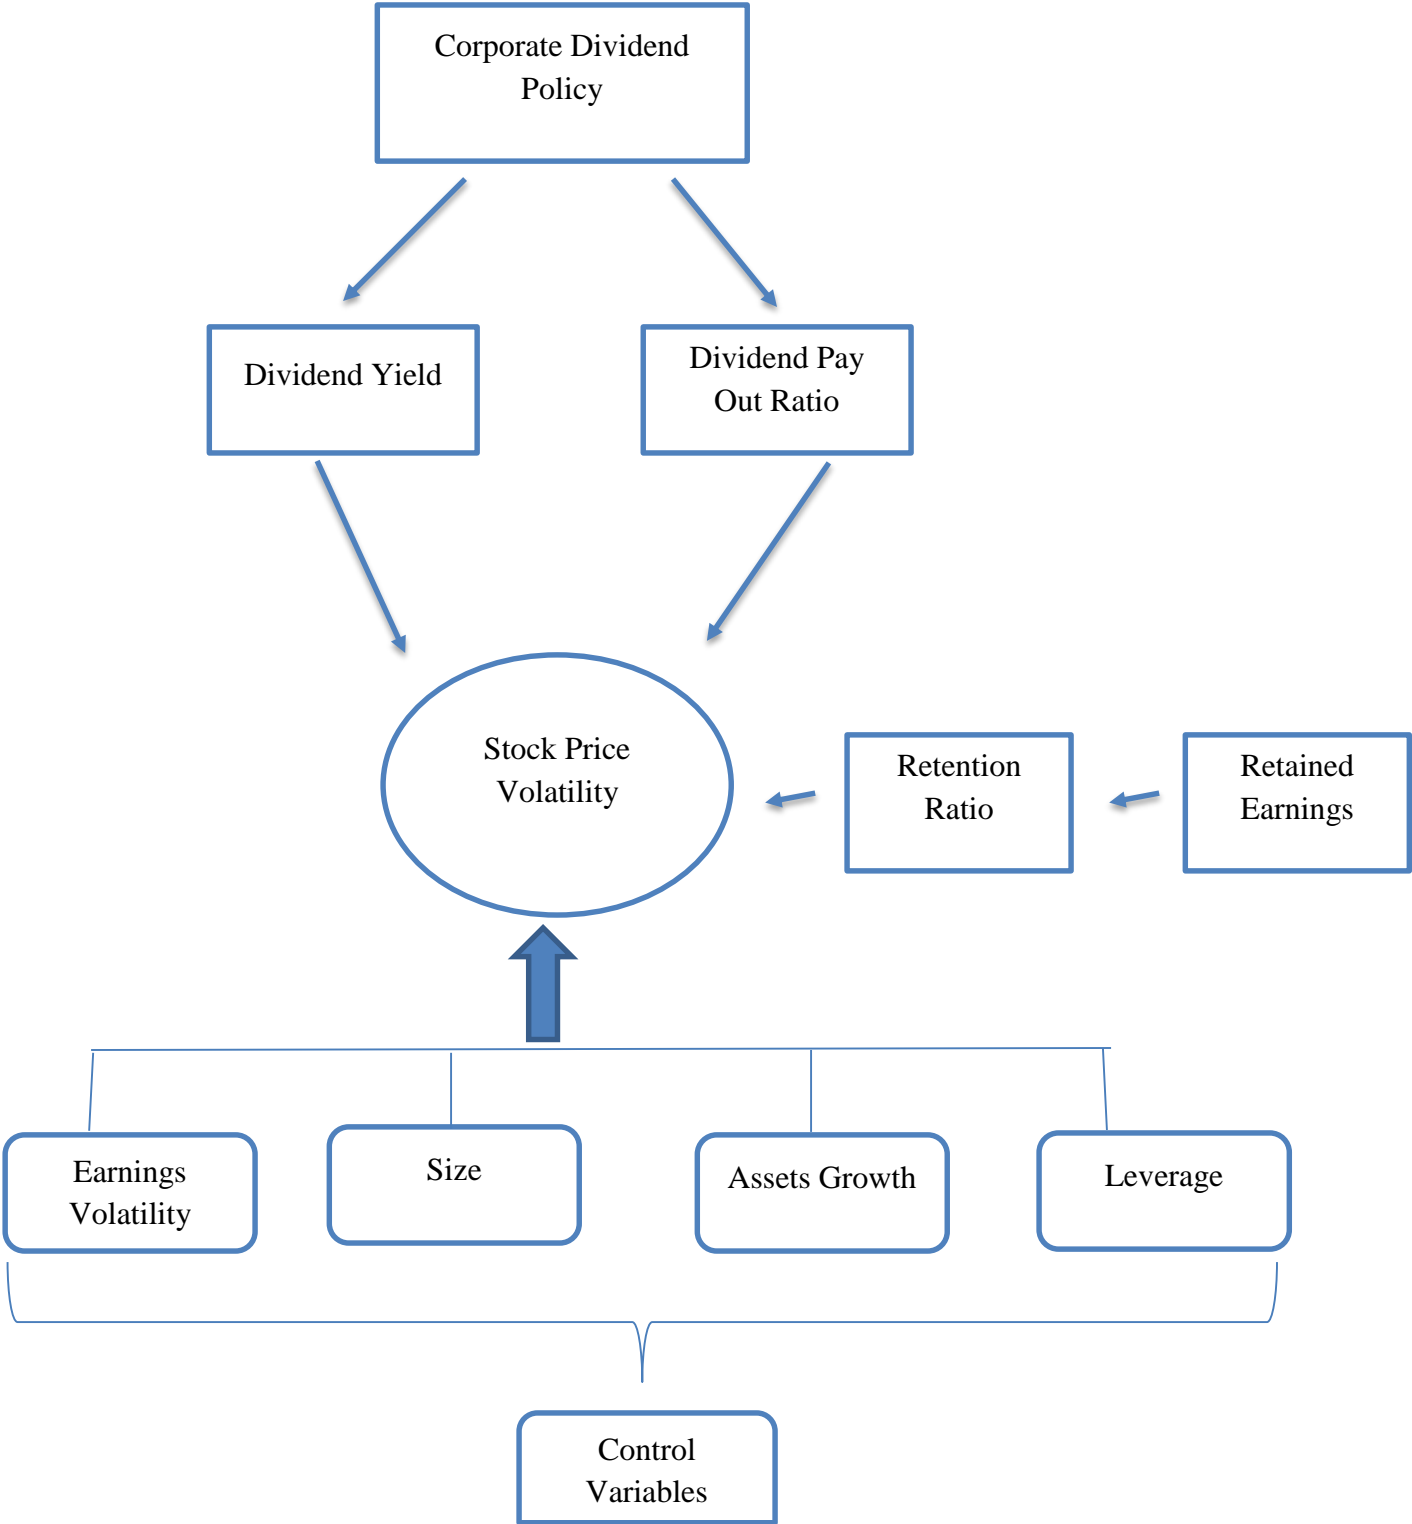 Corporate Dividend
Policy
Dividend Yield
Dividend Pay
Out Ratio
Stock Price
Volatility
Retention
Ratio
Retained
Earnings
Earnings
Volatility
Size
Assets Growth
Leverage
Control
Variables